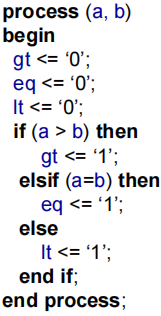 process (a, b)
begin
gt <= ‘0’;
eq <= ‘0’;
lt <= ‘0’;
if (a > b) then
gt <= ‘1’;
elsif (a=b) then
eq <= ‘1’;
else
lt <= ‘1’;
end if;
end process;